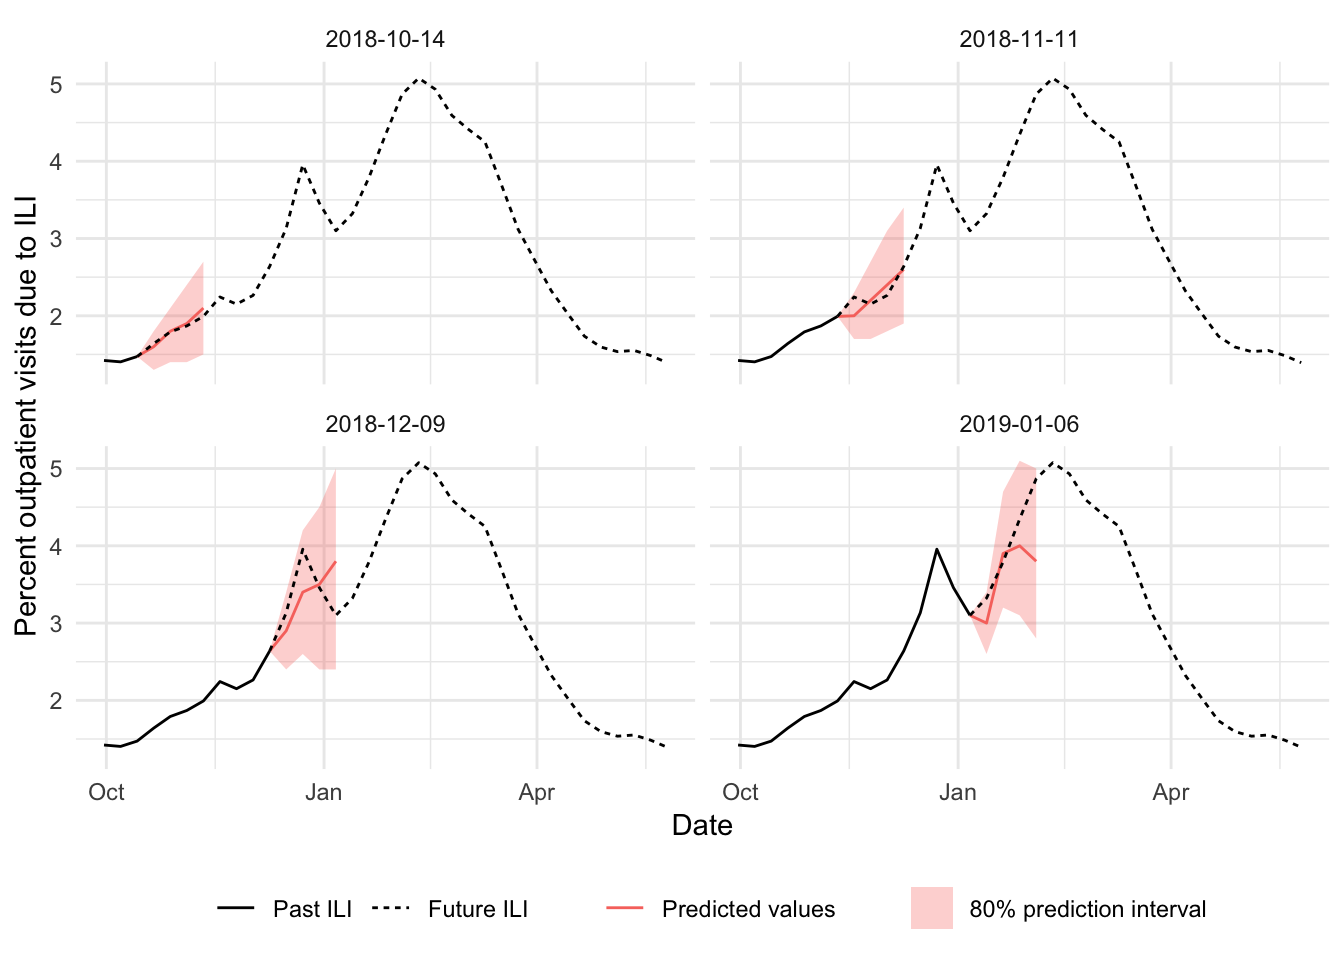 2018-10-14
2018-11-11
5
4
3
2
2018-12-09
2019-01-06
5
4
3
2
Percent outpatient visits due to ILI
Oct Jan Apr
Oct Jan Apr
Date
Past ILI Future ILI Predicted values 80% prediction interval